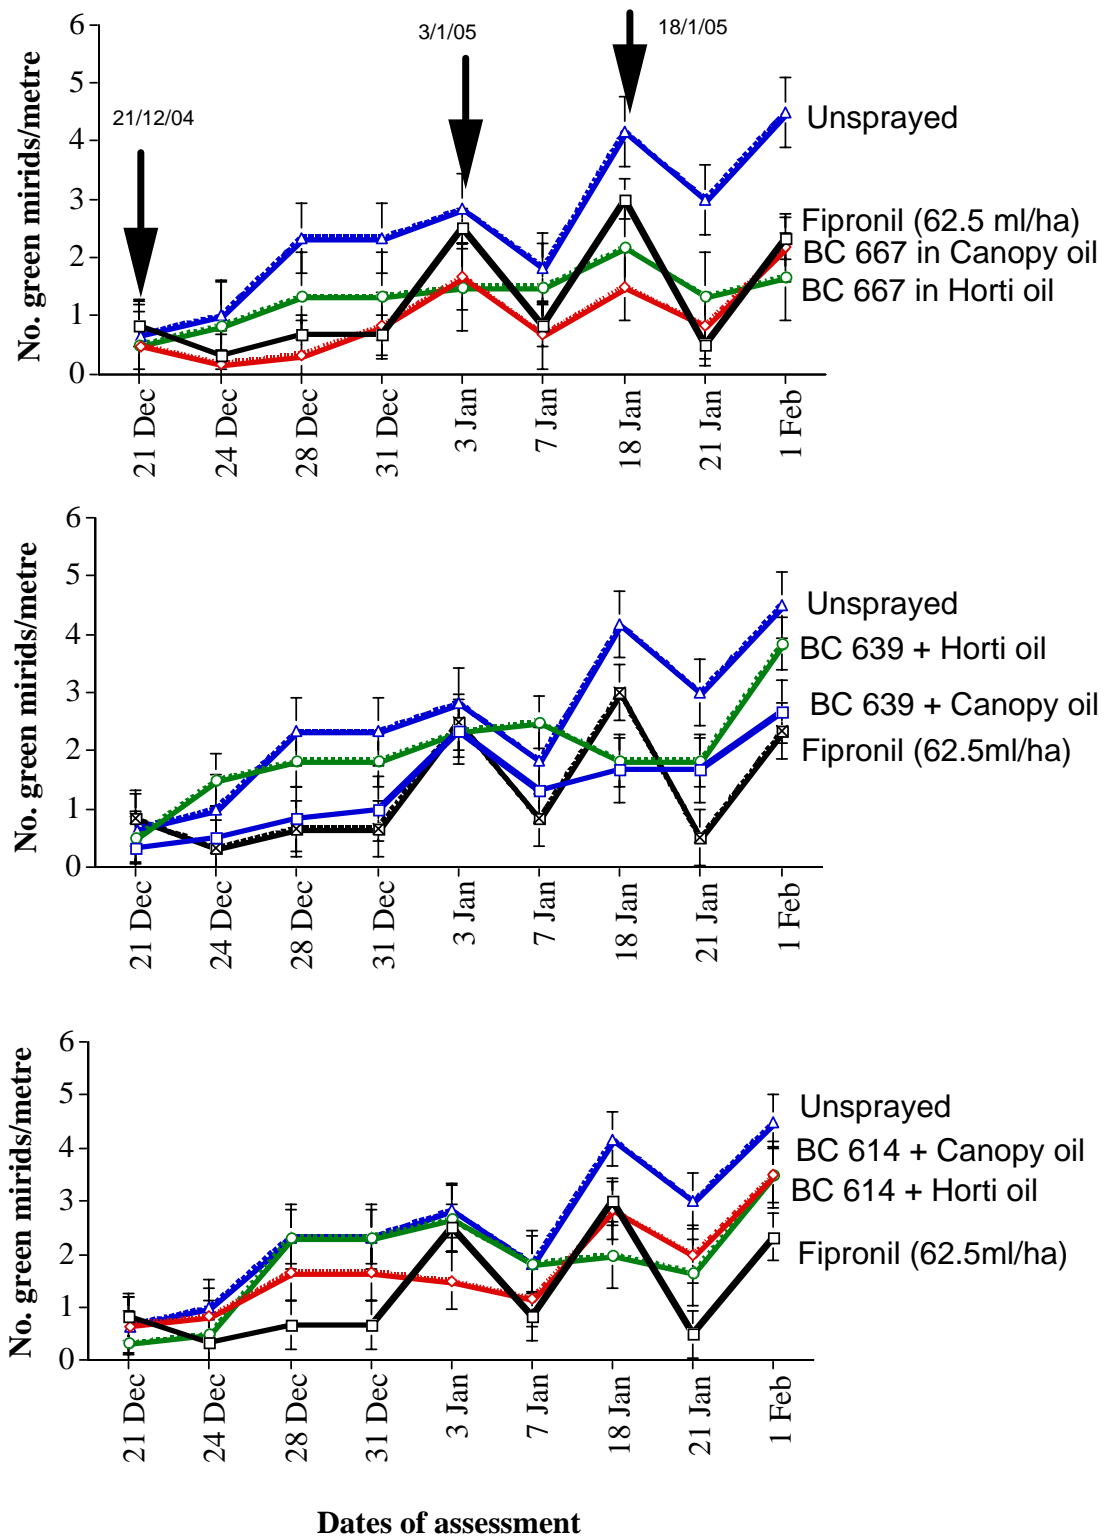 No. green mirids/metre
6
5
4
3
2
1
0
21/12/04
3/1/05
18/1/05
Unsprayed
Fipronil (62.5 ml/ha)
BC 667 in Canopy oil
BC 667 in Horti oil
21 Dec
24 Dec
28 Dec
31 Dec
3 Jan
7 Jan
18 Jan
21 Jan
1 Feb
No. green mirids/metre
6
5
4
3
2
1
0
Unsprayed
BC 639 + Horti oil
BC 639 + Canopy oil
Fipronil (62.5ml/ha)
21 Dec
24 Dec
28 Dec
31 Dec
3 Jan
7 Jan
18 Jan
21 Jan
1 Feb
No. green mirids/metre
6
5
4
3
2
1
0
Unsprayed
BC 614 + Canopy oil
BC 614 + Horti oil
Fipronil (62.5ml/ha)
21 Dec
24 Dec
28 Dec
31 Dec
3 Jan
7 Jan
18 Jan
21 Jan
1 Feb
Dates of assessment